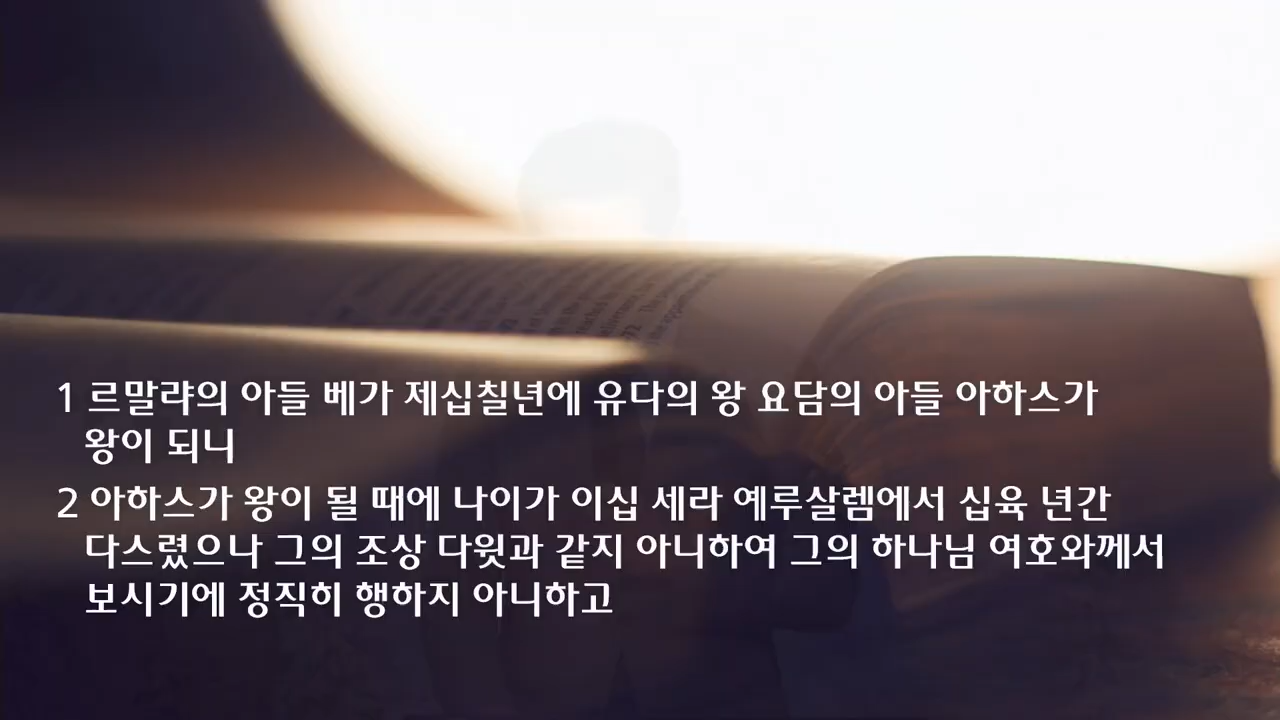 1 르말랴의 아들 베가 제십칠년에 유다의 왕 요담의 아들 아하스가
왕이 되니
2 아하스가 왕이 될 때에 나이가 이십 세라 예루살렘에서 십육 년간
다스렸으나 그의 조상 다윗과 같지 아니하여 그의 하나님 여호와께서
보시기에 정직히 행하지 아니하고